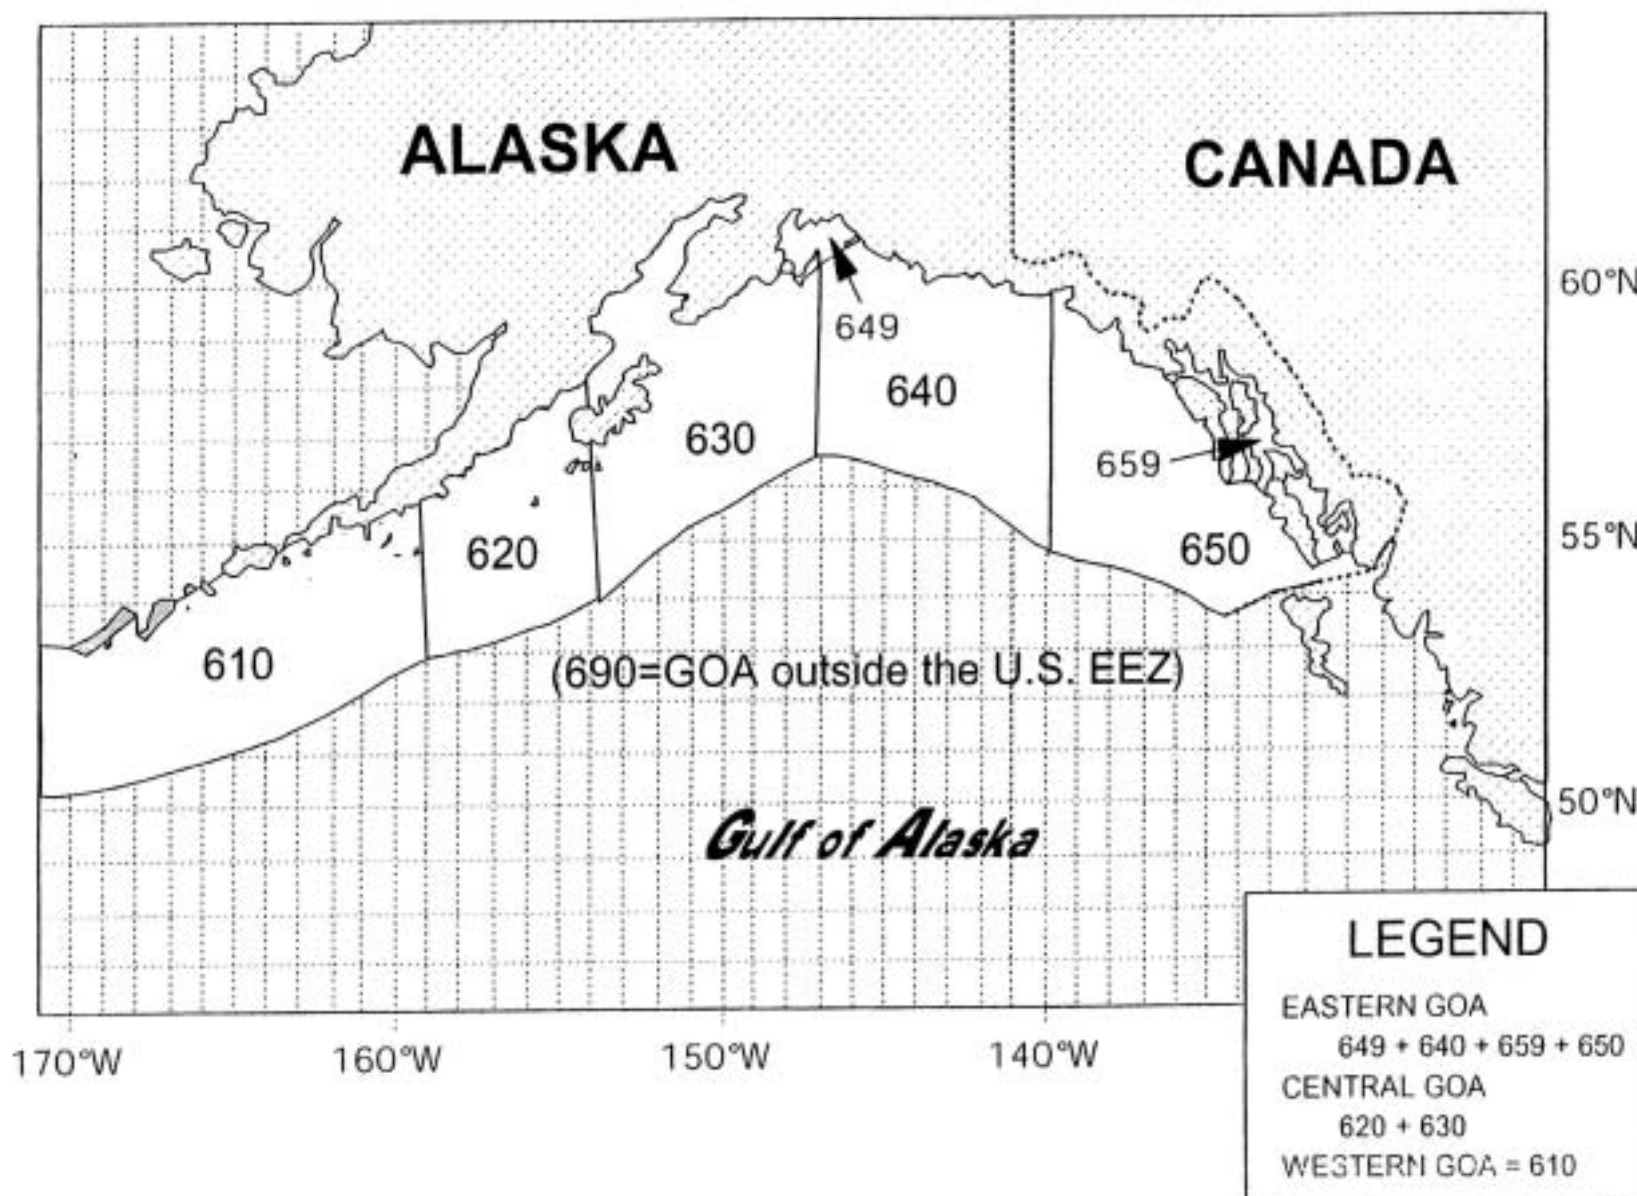 ALASKA
CANADA
60°N
649
640
630
659
55°N
620
650
610
(690=GOA outside the U.S. EEZ)
50°N
Gulf of Alaska
LEGEND
EASTERN GOA
649 + 640 + 659 + 650
CENTRAL GOA
620 + 630
WESTERN GOA = 610
170°W
160°W
150°W
140°W